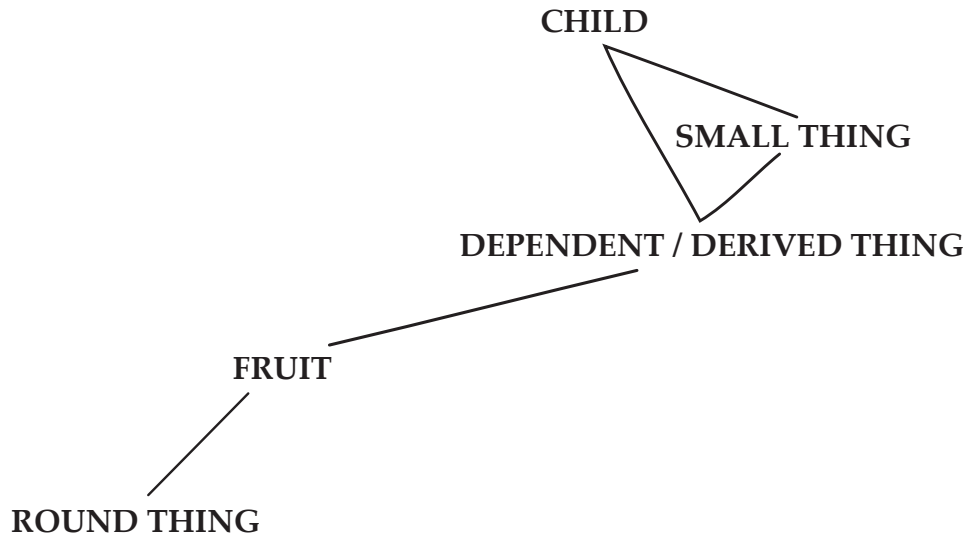 CHILD
SMALL THING
DEPENDENT / DERIVED THING
FRUIT
ROUND THING